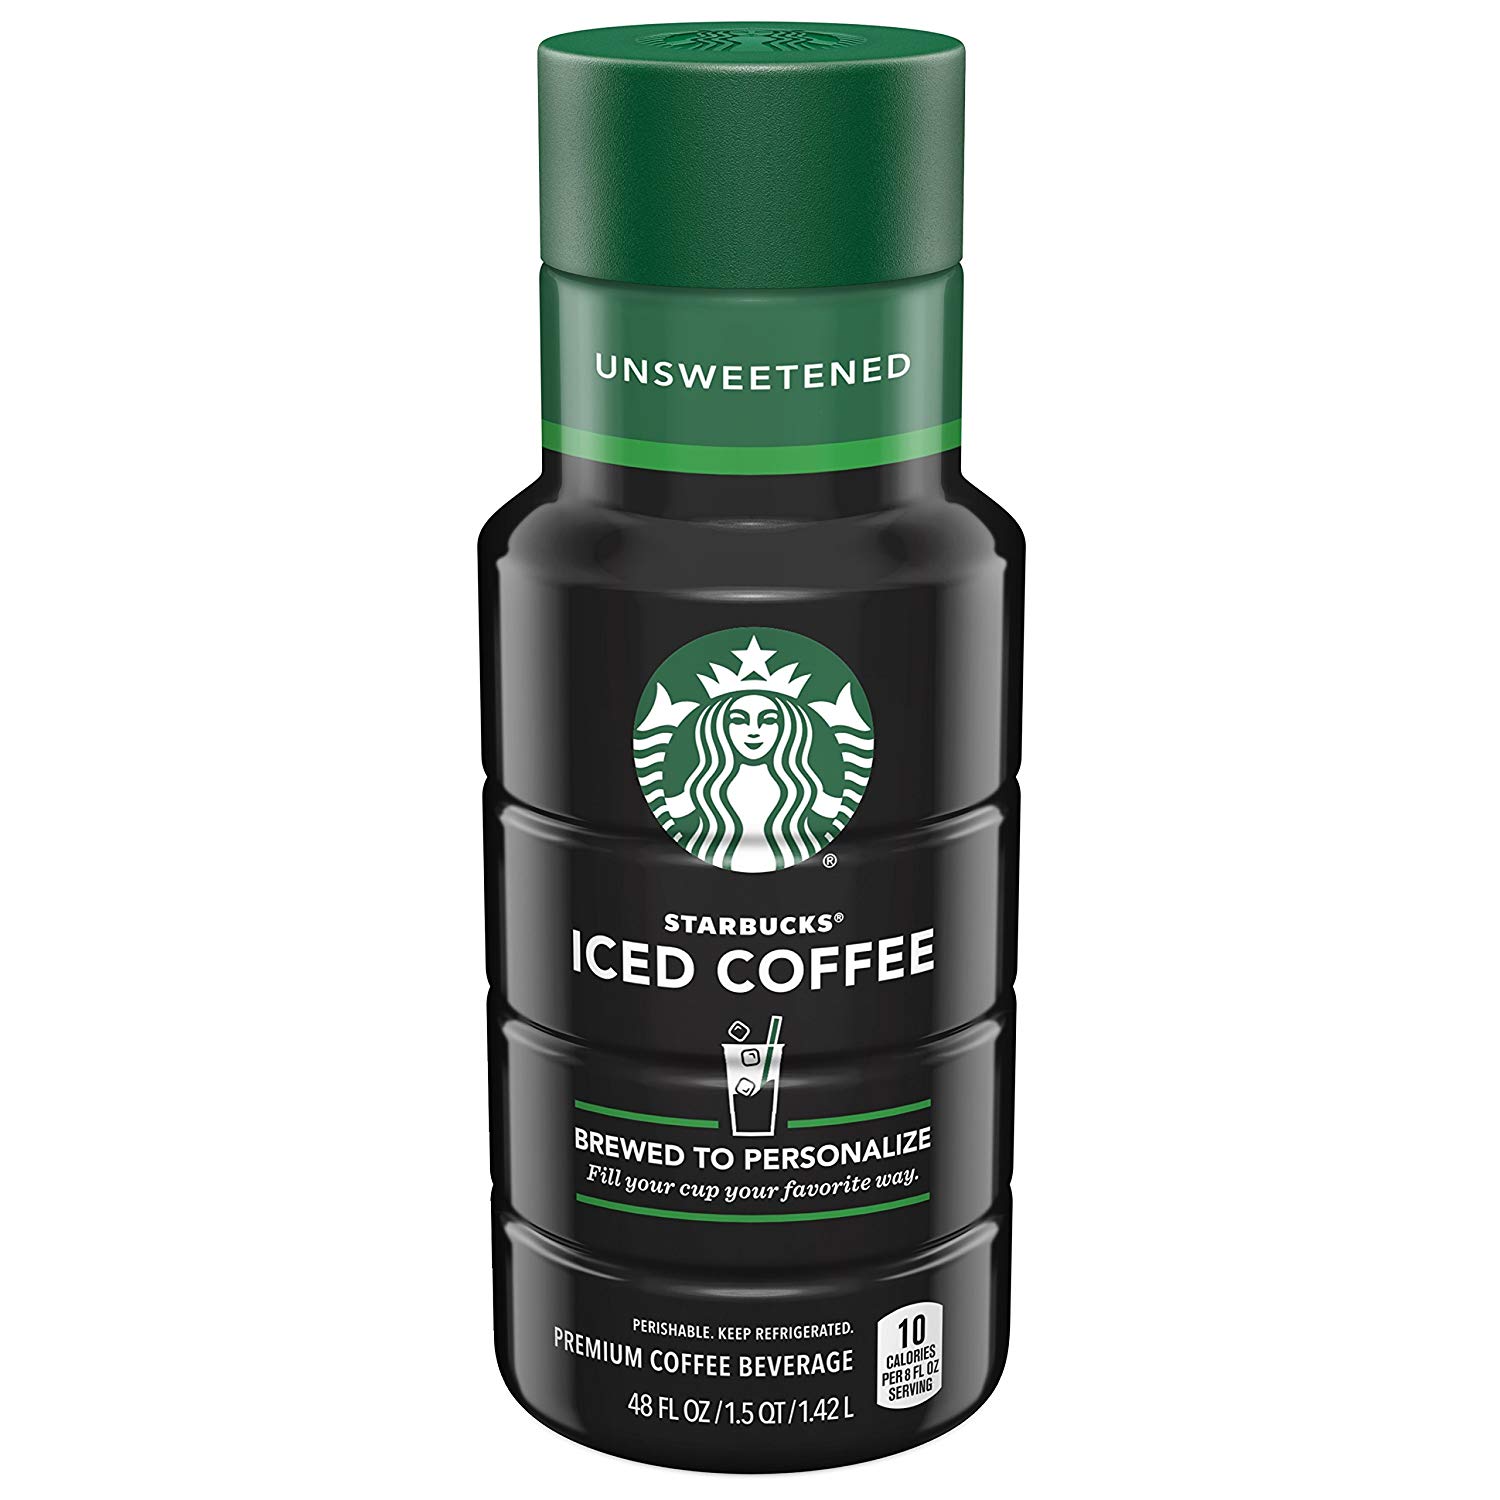 UNSWEETENED
®
STARBUCKS®
ICED COFFEE
BREWED TO PERSONALIZE
Fill your cup your favorite way.
PERISHABLE. KEEP REFRIGERATED.
PREMIUM COFFEE BEVERAGE
48 FL OZ / 1.5 QT / 1.42 L
10
CALORIES
PER 8 FL OZ
SERVING